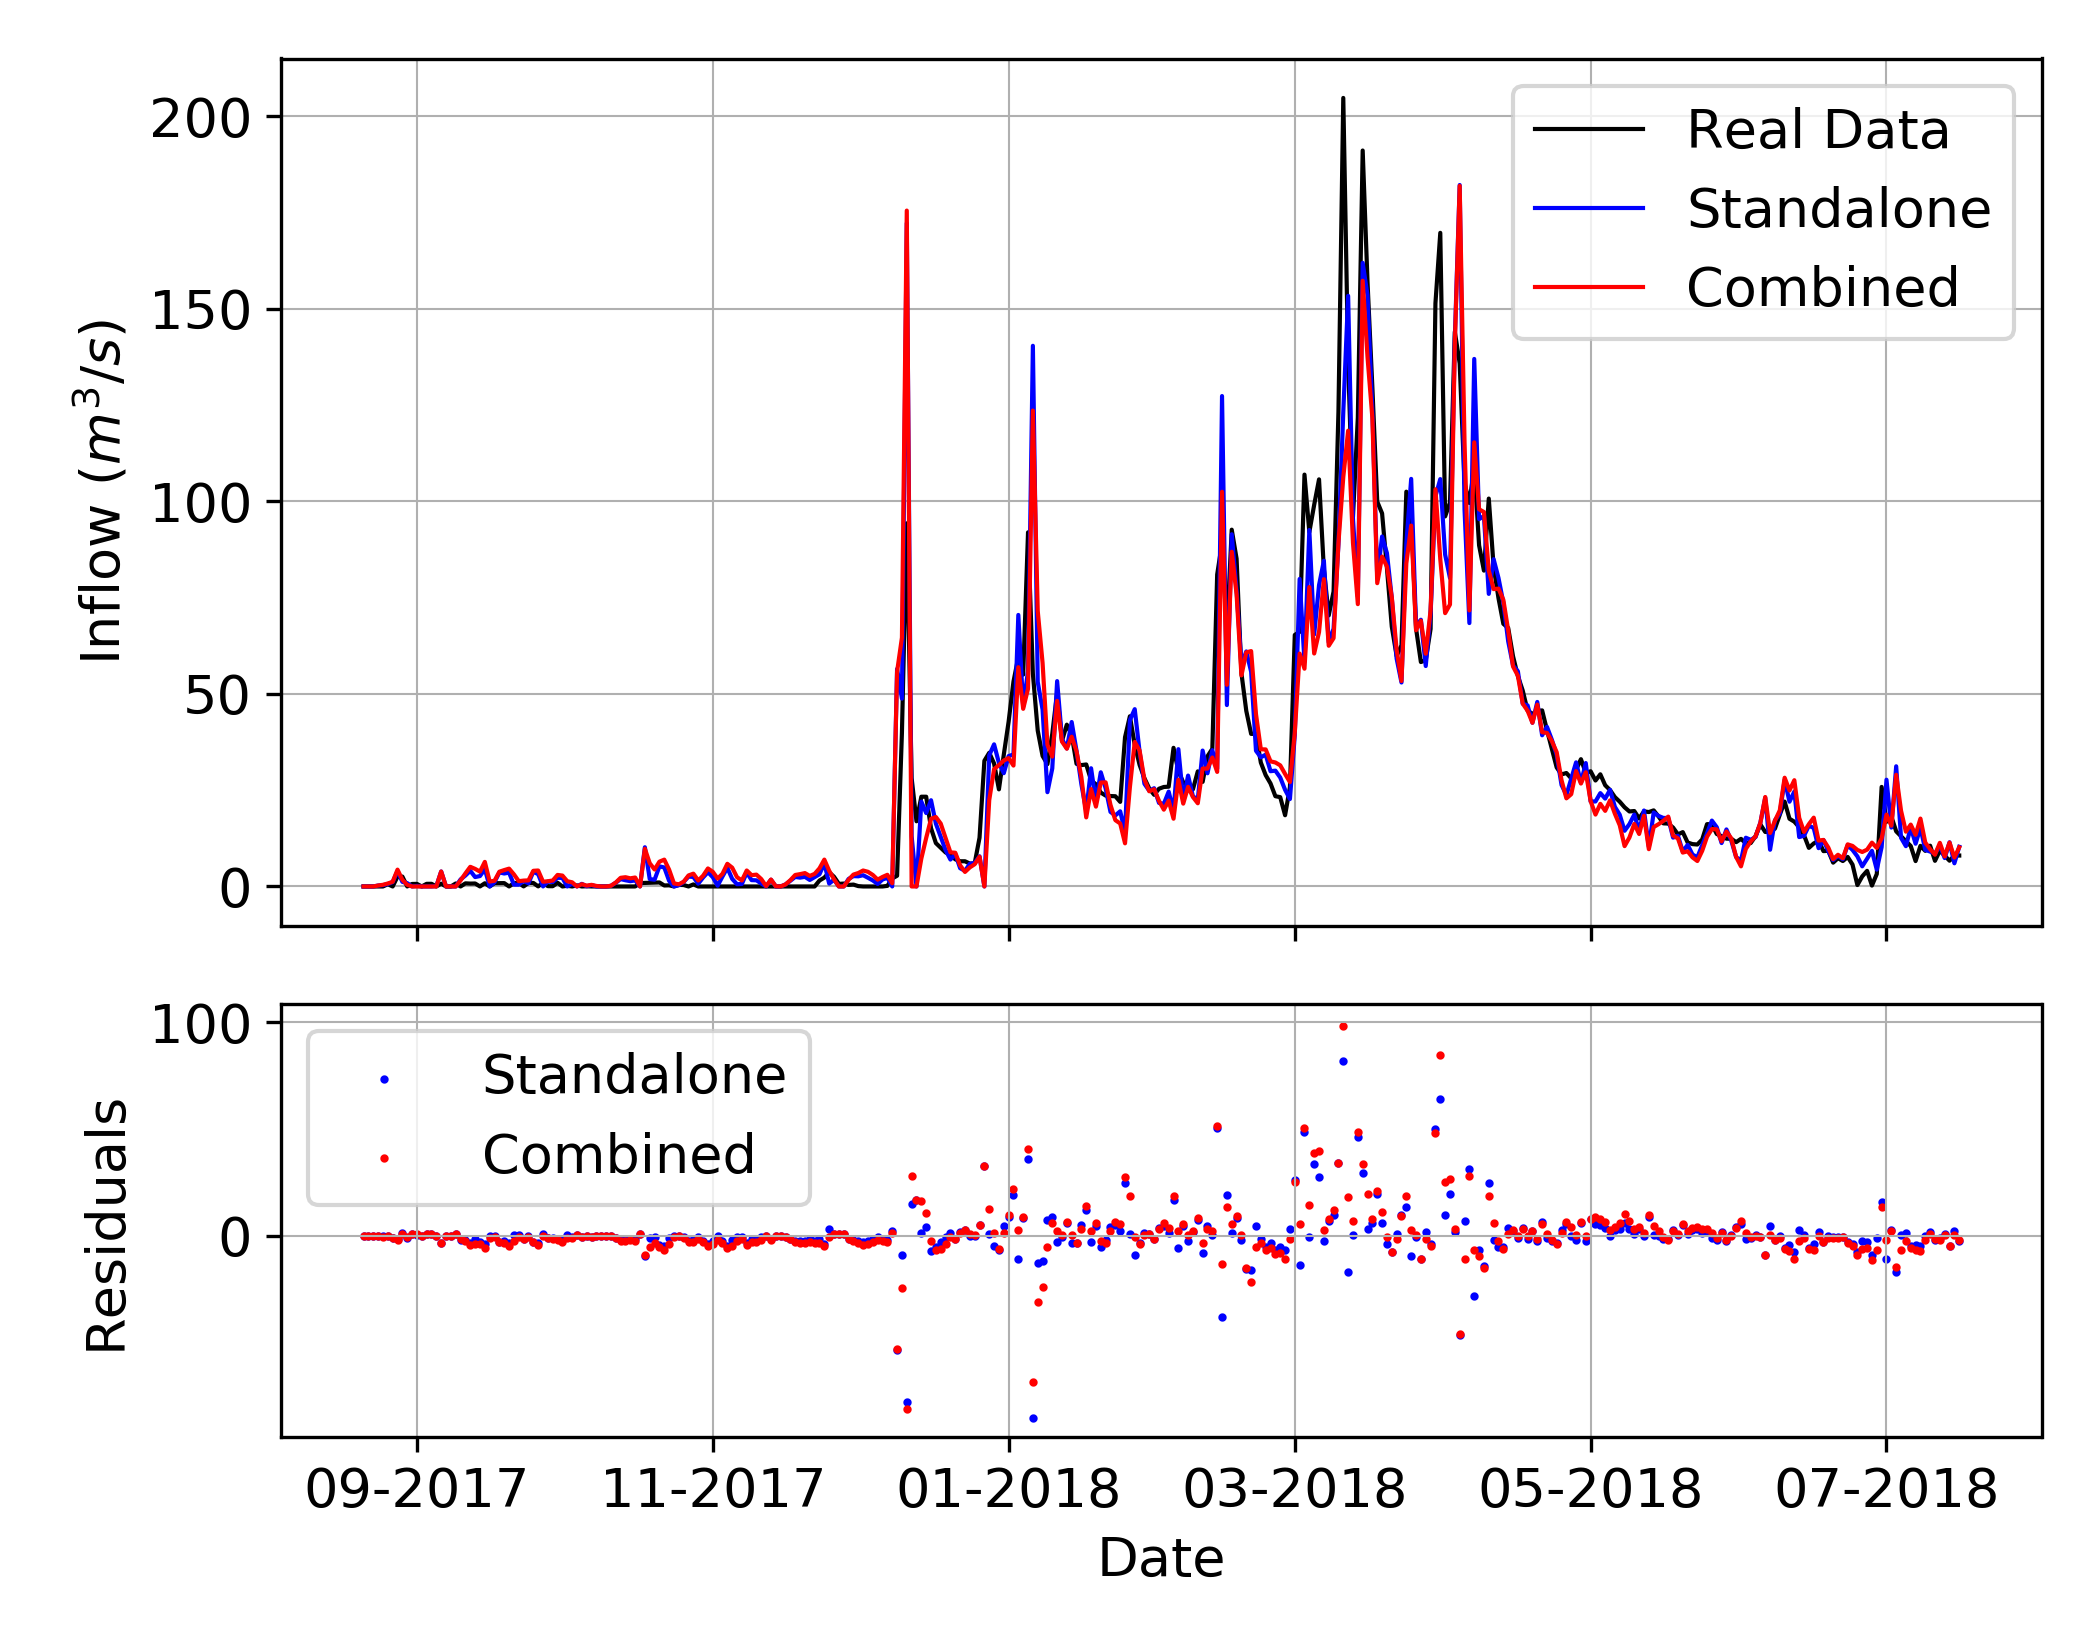 200
150
100
50
0
Inflow (m³/s)
Real Data
Standalone
Combined
100
0
Residuals
Standalone
Combined
09-2017 11-2017 01-2018 03-2018 05-2018 07-2018
Date